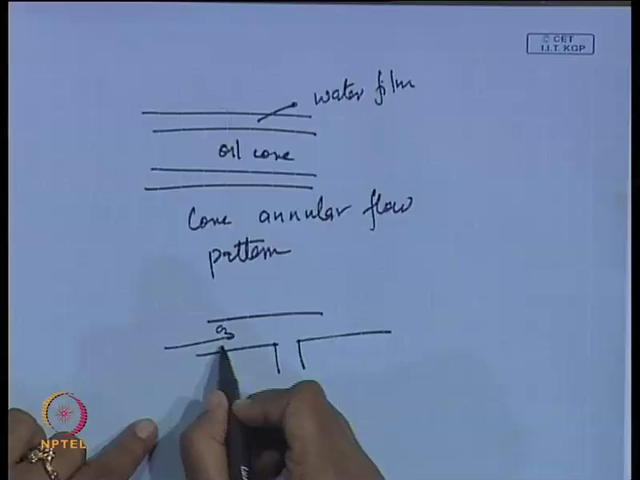 © CET
I.I.T. KGP
water film
oil core
Core annular flow
pattern
NPTEL